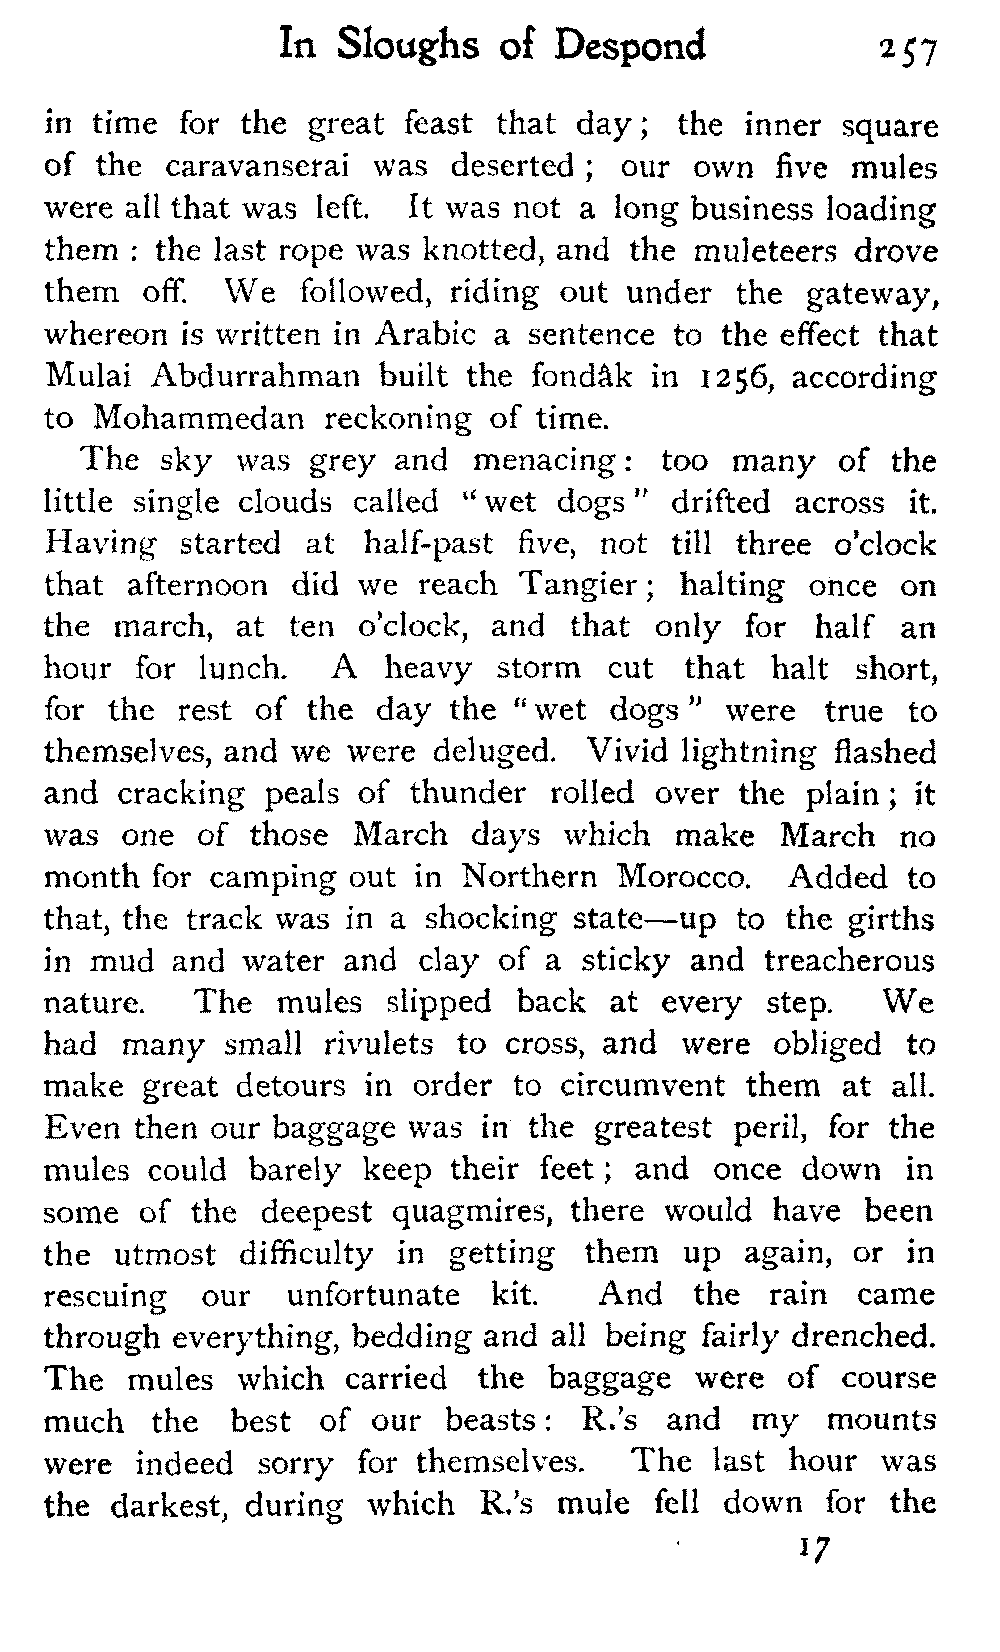 In Sloughs of Despond 257
in time for the great feast that day ; the inner square
of the caravanserai was deserted ; our own five mules
were all that was left. It was not a long business loading
them : the last rope was knotted, and the muleteers drove
them off. We followed, riding out under the gateway,
whereon is written in Arabic a sentence to the effect that
Mulai Abdurrahman built the fondâk in 1256, according
to Mohammedan reckoning of time.
The sky was grey and menacing : too many of the
little single clouds called “ wet dogs ” drifted across it.
Having started at half-past five, not till three o’clock
that afternoon did we reach Tangier ; halting once on
the march, at ten o’clock, and that only for half an
hour for lunch. A heavy storm cut that halt short,
for the rest of the day the “ wet dogs ” were true to
themselves, and we were deluged. Vivid lightning flashed
and cracking peals of thunder rolled over the plain ; it
was one of those March days which make March no
month for camping out in Northern Morocco. Added to
that, the track was in a shocking state—up to the girths
in mud and water and clay of a sticky and treacherous
nature. The mules slipped back at every step. We
had many small rivulets to cross, and were obliged to
make great detours in order to circumvent them at all.
Even then our baggage was in the greatest peril, for the
mules could barely keep their feet ; and once down in
some of the deepest quagmires, there would have been
the utmost difficulty in getting them up again, or in
rescuing our unfortunate kit. And the rain came
through everything, bedding and all being fairly drenched.
The mules which carried the baggage were of course
much the best of our beasts : R.’s and my mounts
were indeed sorry for themselves. The last hour was
the darkest, during which R.’s mule fell down for the
17